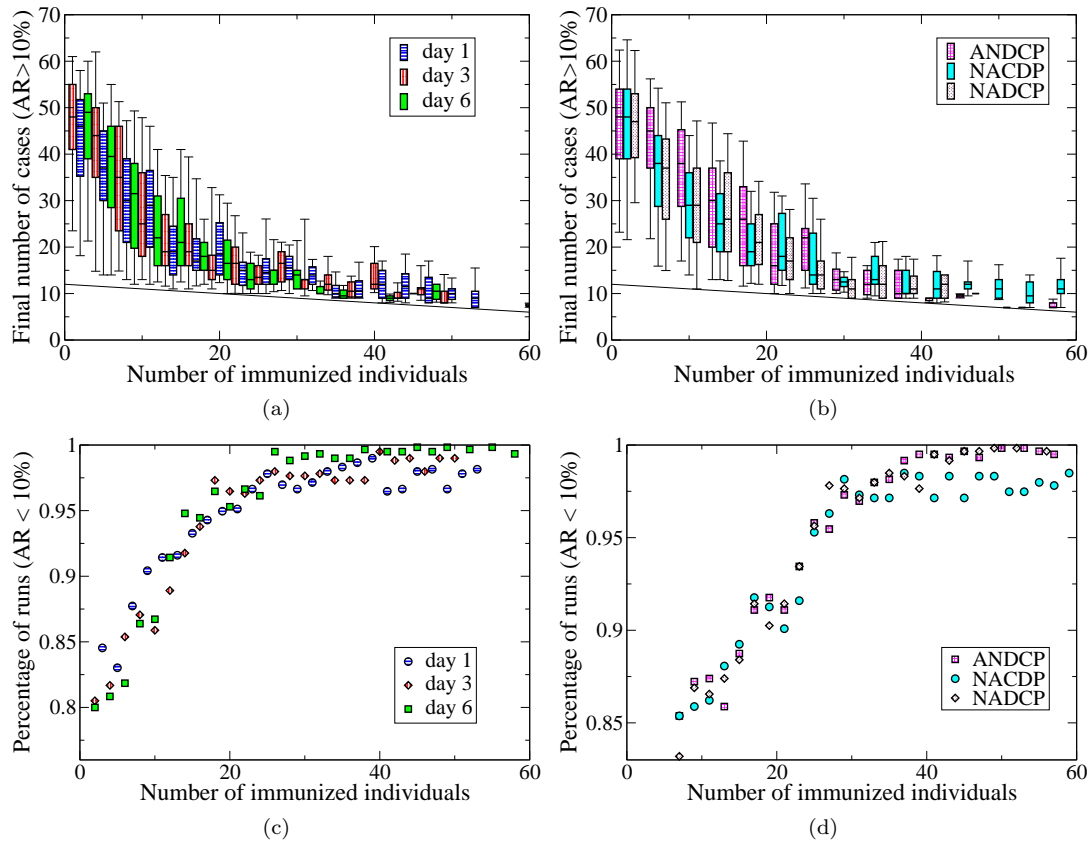 70
60
50
40
30
20
10
0
Final number of cases (AR>10%)
day 1
day 3
day 6
0
20
40
60
Number of immunized individuals
(a)
70
60
50
40
30
20
10
0
Final number of cases (AR>10%)
ANDCP
NACDP
NADCP
0
20
40
60
Number of immunized individuals
(b)
1
0.95
0.9
0.85
0.8
Percentage of runs (AR < 10%)
day 1
day 3
day 6
0
20
40
60
Number of immunized individuals
(c)
1
0.95
0.9
0.85
Percentage of runs (AR < 10%)
ANDCP
NACDP
NADCP
0
20
40
60
Number of immunized individuals
(d)